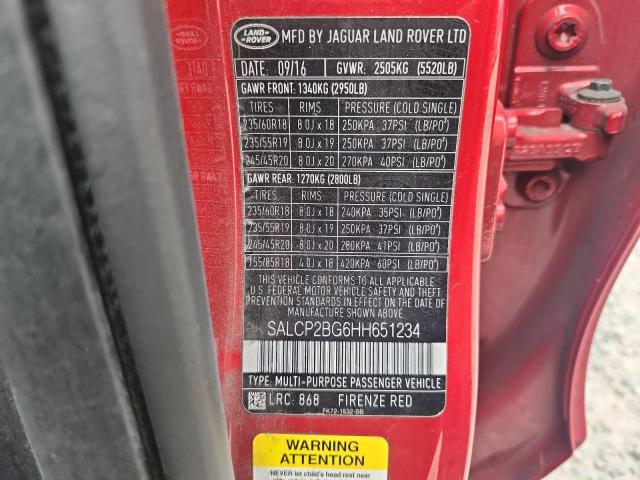 LAND ROVER MFD BY JAGUAR LAND ROVER LTD
DATE: 09/16 GVWR: 2505KG (5520LB)
GAWR FRONT: 1340KG (2950LB)
TIRES RIMS PRESSURE (COLD SINGLE)
235/60R18 8.0J x 18 250KPA 37PSI (LB/PO²)
235/55R19 8.0J x 19 250KPA 37PSI (LB/PO²)
245/45R20 8.0J x 20 270KPA 40PSI (LB/PO²)
GAWR REAR: 1270KG (2800LB)
TIRES RIMS PRESSURE (COLD SINGLE)
235/60R18 8.0J x 18 240KPA 35PSI (LB/PO²)
235/55R19 8.0J x 19 250KPA 37PSI (LB/PO²)
245/45R20 8.0J x 20 280KPA 41PSI (LB/PO²)
155/85R18 4.0J x 18 420KPA 60PSI (LB/PO²)
THIS VEHICLE CONFORMS TO ALL APPLICABLE
U.S. FEDERAL MOTOR VEHICLE SAFETY AND THEFT
PREVENTION STANDARDS IN EFFECT ON THE DATE
OF MANUFACTURE SHOWN ABOVE.
SALCP2BG6HH651234
TYPE: MULTI-PURPOSE PASSENGER VEHICLE
LRC: 868 FIRENZE RED
FK72-1532-BB
WARNING
ATTENTION
NEVER let child's head rest near